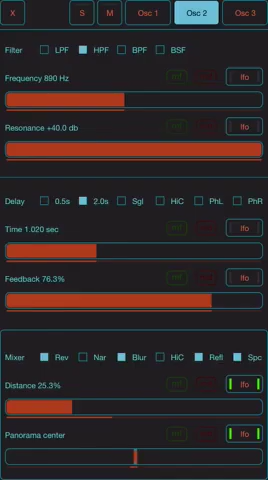 X S M Osc 1 Osc 2 Osc 3
Filter LPF HPF BPF BSF
Frequency 890 Hz lfo
Resonance +40.0 db lfo
Delay 0.5s 2.0s Sgl HiC PhL PhR
Time 1.020 sec lfo
Feedback 76.3% lfo
Mixer Rev Nar Blur HiC Refl Spc
Distance 25.3% lfo
Panorama center lfo